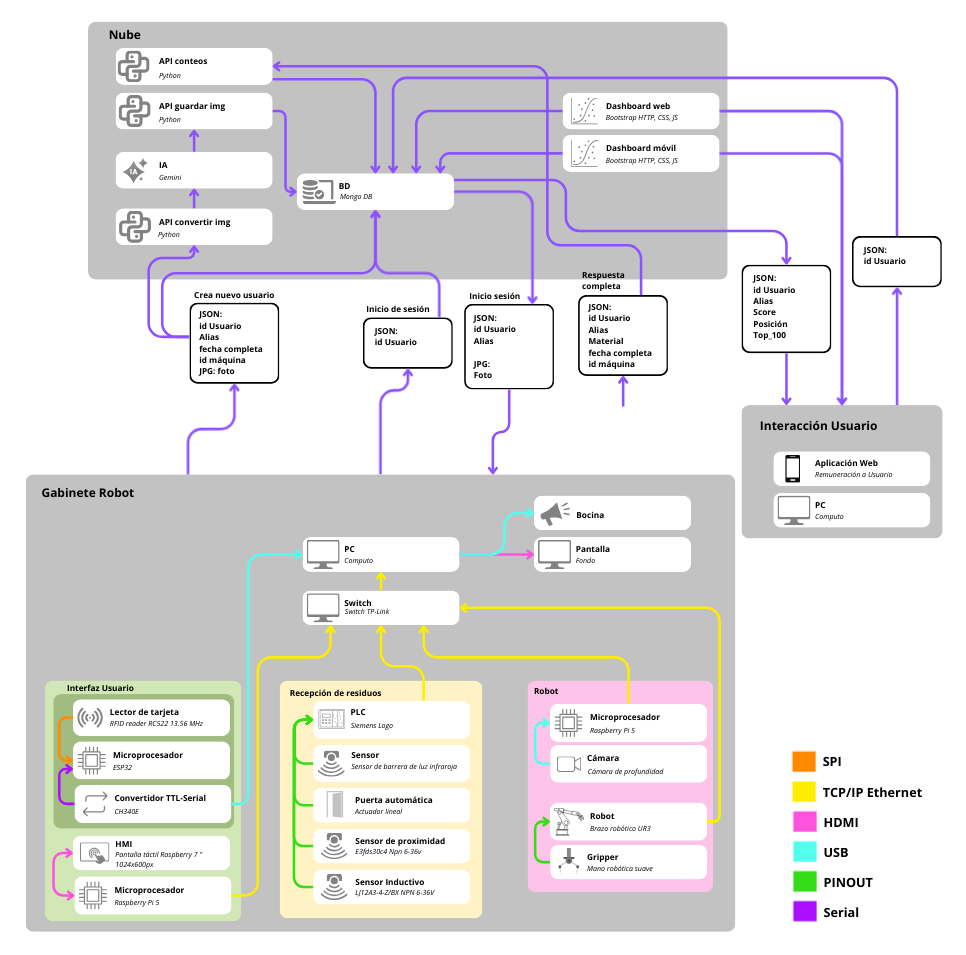 Nube
API conteos
Python
API guardar img
Python
IA
IA
Gemini
API convertir img
Python
BD
Mongo DB
Dashboard web
Bootstrap HTTP, CSS, JS
Dashboard móvil
Bootstrap HTTP, CSS, JS
Crea nuevo usuario
JSON:
id Usuario
Alias
fecha completa
id máquina
JPG: foto
Inicio de sesión
JSON:
id Usuario
Inicio sesión
JSON:
id Usuario
Alias
JPG:
Foto
Respuesta
completa
JSON:
id Usuario
Alias
Material
fecha completa
id máquina
JSON:
id Usuario
Alias
Score
Posición
Top_100
JSON:
id Usuario
Interacción Usuario
Aplicación Web
Remuneración a Usuario
PC
Computo
Gabinete Robot
Bocina
PC
Computo
Pantalla
Fondo
Switch
Switch TP-Link
Interfaz Usuario
Lector de tarjeta
RFID reader RC522 13.56 MHz
Microprocesador
ESP32
Convertidor TTL-Serial
CH340E
HMI
Pantalla táctil Raspberry 7 "
1024x600px
Microprocesador
Raspberry Pi 5
Recepción de residuos
PLC
Siemens Logo
Sensor
Sensor de barrera de luz infraroja
Puerta automática
Actuador lineal
Sensor de proximidad
E3fds30c4 Npn 6-36v
Sensor Inductivo
LJ12A3-4-Z/BX NPN 6-36V
Robot
Microprocesador
Raspberry Pi 5
Cámara
Cámara de profundidad
Robot
Brazo robótico UR3
Gripper
Mano robótica suave
SPI
TCP/IP Ethernet
HDMI
USB
PINOUT
Serial